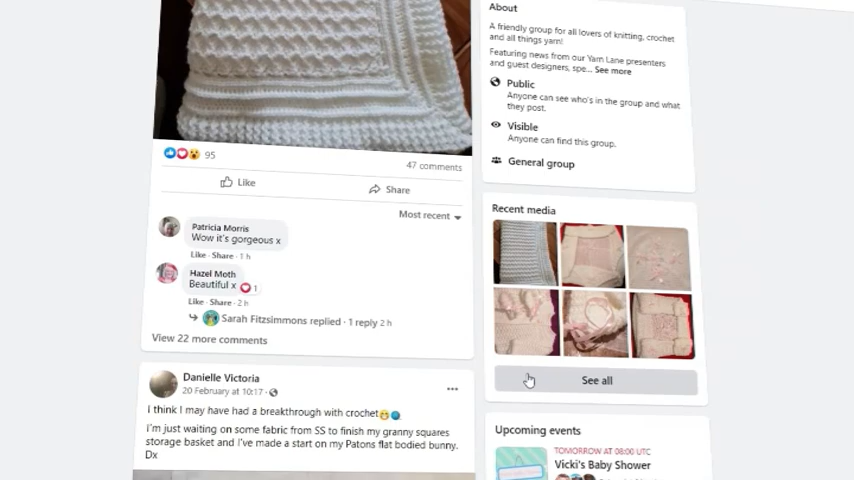 95
47 comments
Like
Share
Most recent
Patricia Morris
Wow it's gorgeous x
Like · Share · 1 h
Hazel Moth
Beautiful x
1
Like · Share · 2 h
Sarah Fitzsimmons replied · 1 reply 2 h
View 22 more comments
Danielle Victoria
20 February at 10:17 ·
I think I may have had a breakthrough with crochet
I'm just waiting on some fabric from SS to finish my granny squares
storage basket and I've made a start on my Patons flat bodied bunny.
Dx
About
A friendly group for all lovers of knitting, crochet
and all things yarn!
Featuring news from our Yarn Lane presenters
and guest designers, spe... See more
Public
Anyone can see who's in the group and what
they post.
Visible
Anyone can find this group.
General group
Recent media
See all
Upcoming events
TOMORROW AT 08:00 UTC
Vicki's Baby Shower